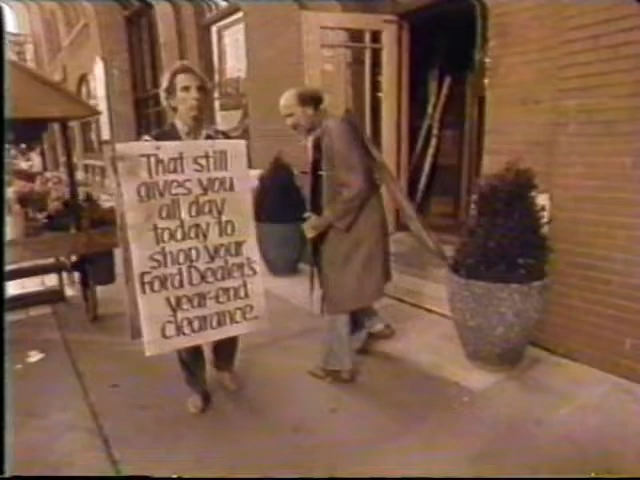 That still
gives you
all day
today to
shop your
Ford Dealer's
year-end
clearance.